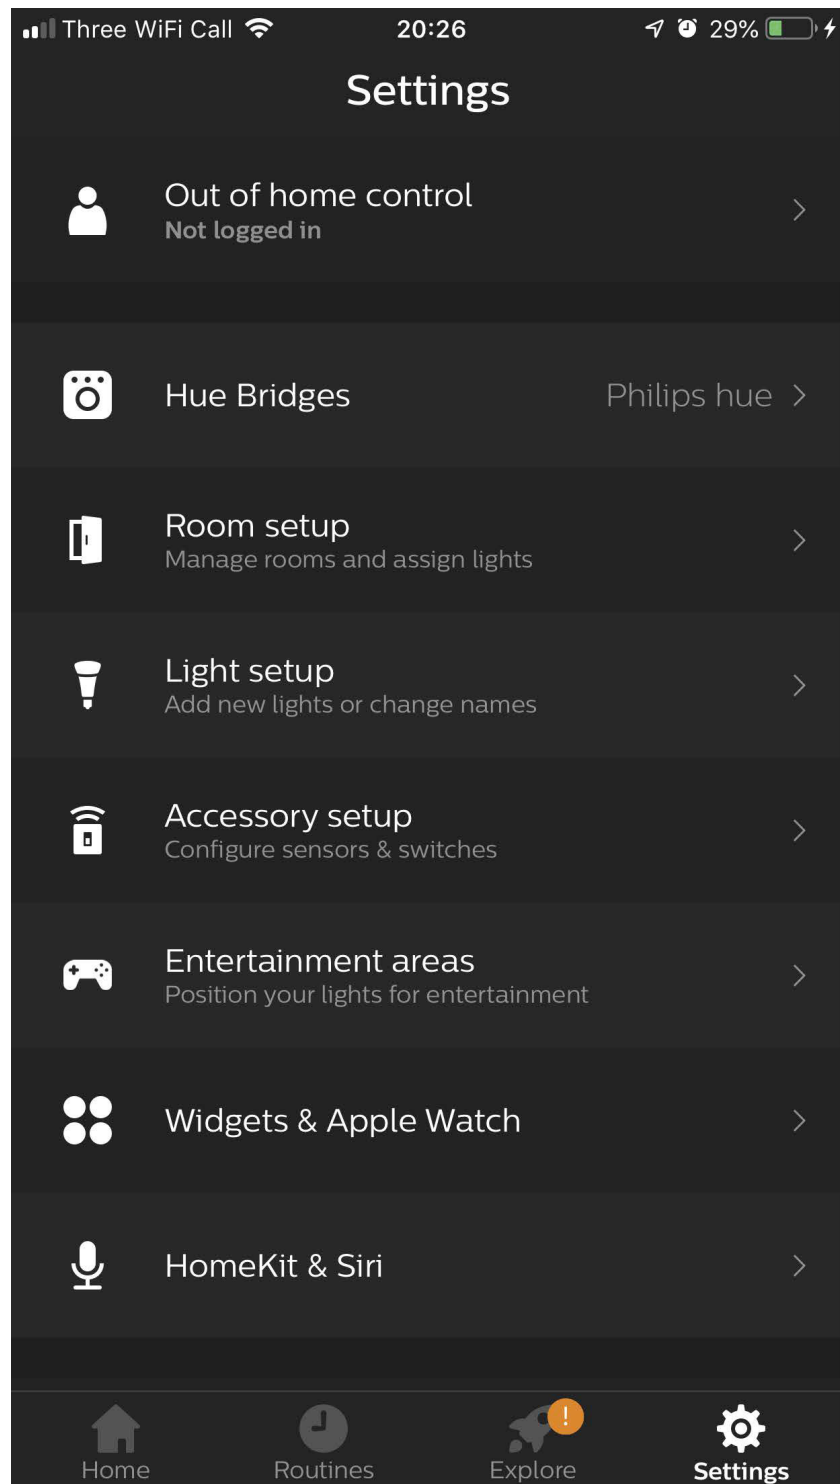 Three WiFi Call 20:26 29%
Settings
Out of home control
Not logged in
Hue Bridges Philips hue
Room setup
Manage rooms and assign lights
Light setup
Add new lights or change names
Accessory setup
Configure sensors & switches
Entertainment areas
Position your lights for entertainment
Widgets & Apple Watch
HomeKit & Siri
!
Home Routines Explore Settings